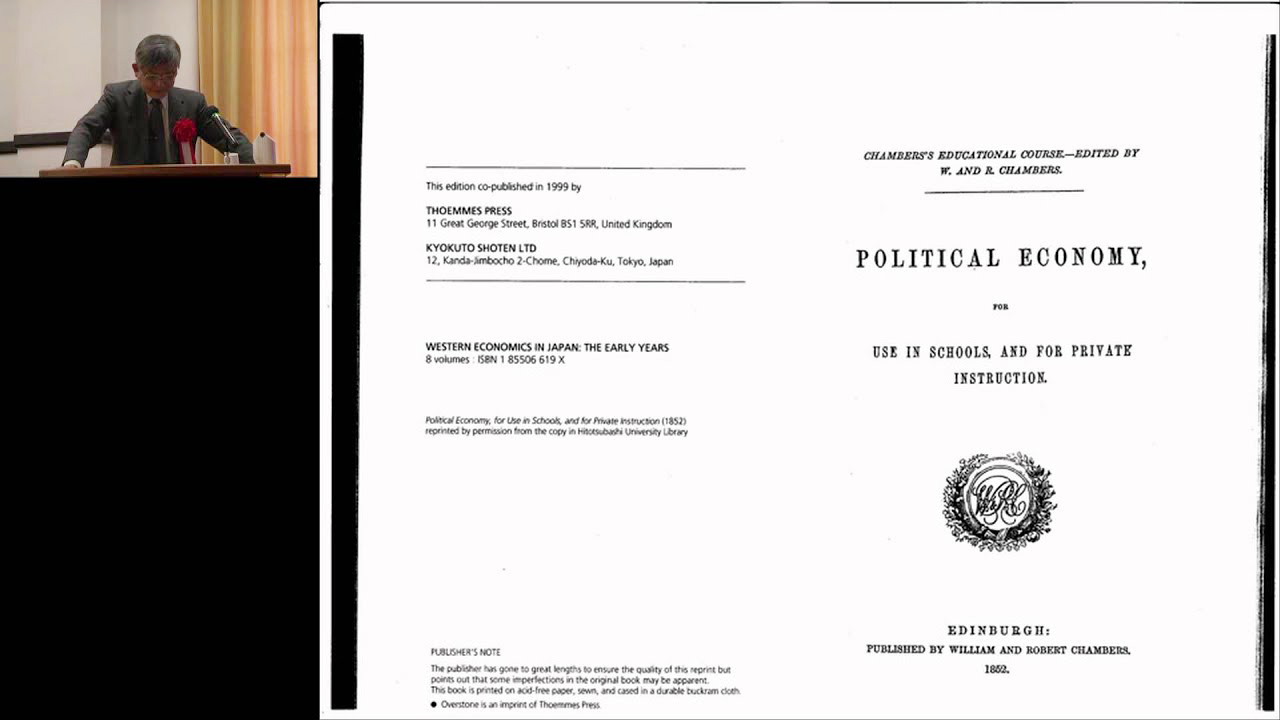 This edition co-published in 1999 by
THOEMMES PRESS
11 Great George Street, Bristol BS1 5RR, United Kingdom
KYOKUTO SHOTEN LTD
12, Kanda-Jimbocho 2-Chome, Chiyoda-Ku, Tokyo, Japan
WESTERN ECONOMICS IN JAPAN: THE EARLY YEARS
8 volumes : ISBN 1 85506 619 X
Political Economy, for Use in Schools, and for Private Instruction (1852)
reprinted by permission from the copy in Hitotsubashi University Library
PUBLISHER'S NOTE
The publisher has gone to great lengths to ensure the quality of this reprint but
points out that some imperfections in the original book may be apparent.
This book is printed on acid-free paper, sewn, and cased in a durable buckram cloth.
● Overstone is an imprint of Thoemmes Press.
CHAMBERS'S EDUCATIONAL COURSE.—EDITED BY
W. AND R. CHAMBERS.
POLITICAL ECONOMY,
FOR
USE IN SCHOOLS, AND FOR PRIVATE
INSTRUCTION.
W&RC
EDINBURGH:
PUBLISHED BY WILLIAM AND ROBERT CHAMBERS.
1852.